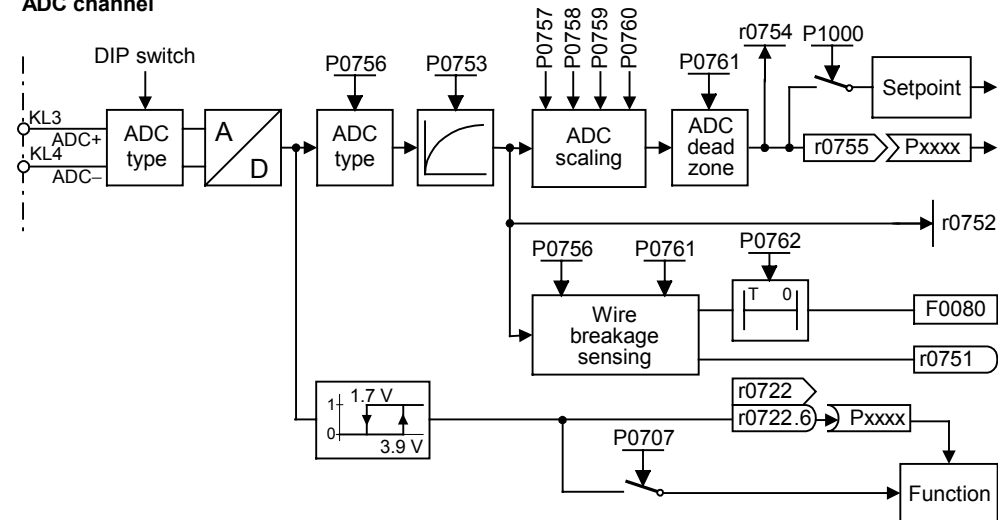 ADC channel
DIP switch
KL3
ADC+
KL4
ADC−
ADC
type
A
D
P0756
ADC
type
P0753
P0757
P0758
P0759
P0760
ADC
scaling
P0761
ADC
dead
zone
r0754
P1000
Setpoint
r0755
Pxxxx
r0752
P0756
P0761
Wire
breakage
sensing
P0762
T 0
F0080
r0751
1
0
1.7 V
3.9 V
r0722
r0722.6
Pxxxx
P0707
Function